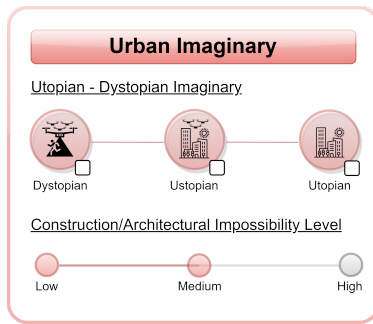 Urban Imaginary
Utopian - Dystopian Imaginary
Dystopian Ustopian Utopian
Construction/Architectural Impossibility Level
Low Medium High